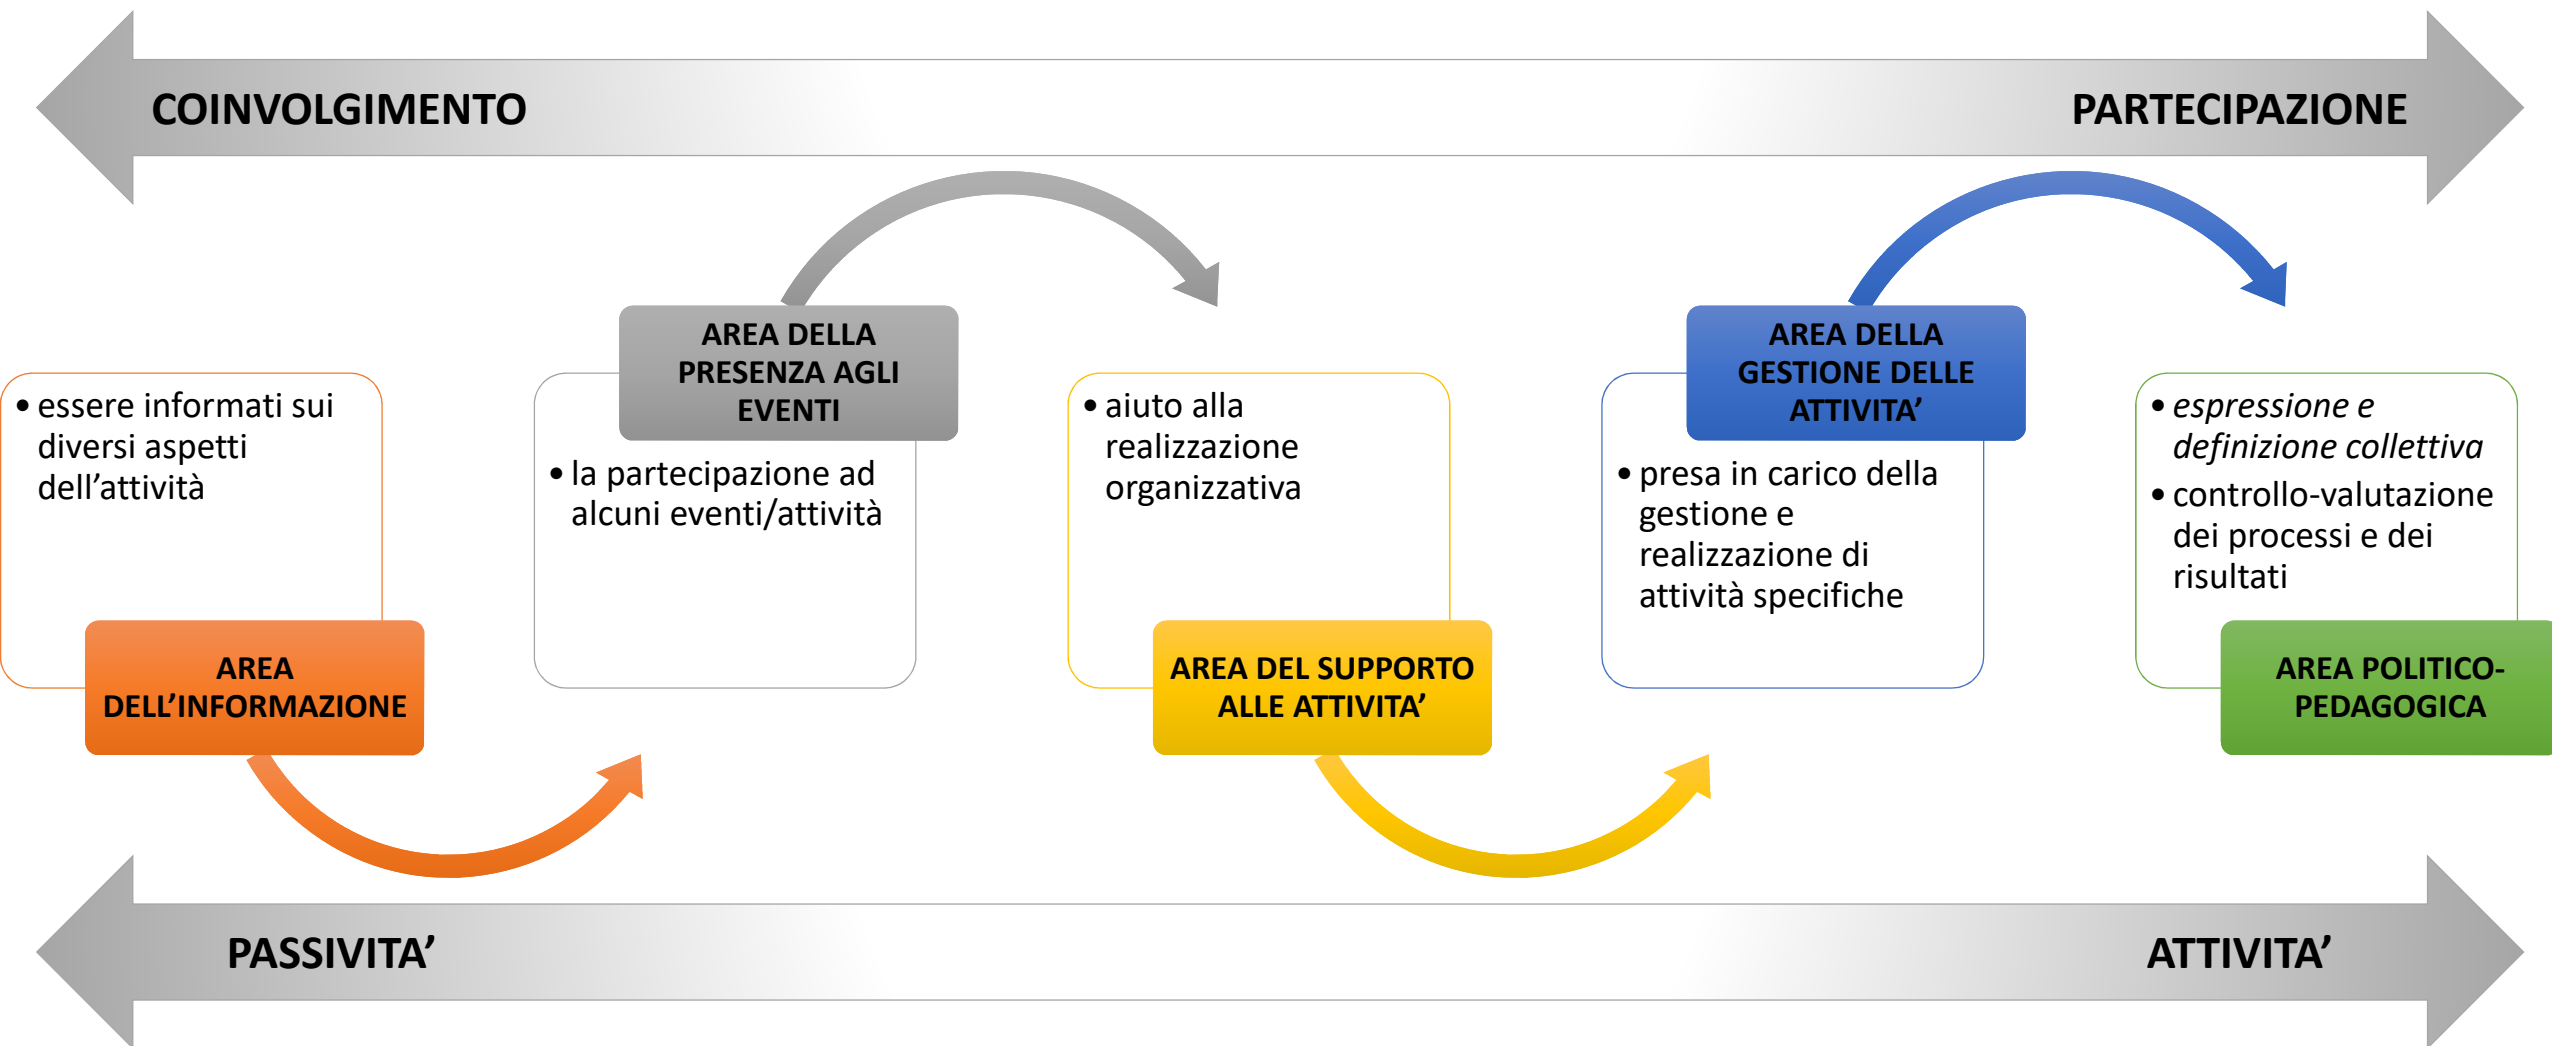 COINVOLGIMENTO
PARTECIPAZIONE
• essere informati sui
diversi aspetti
dell’attività
AREA
DELL’INFORMAZIONE
AREA DELLA
PRESENZA AGLI
EVENTI
• la partecipazione ad
alcuni eventi/attività
• aiuto alla
realizzazione
organizzativa
AREA DEL SUPPORTO
ALLE ATTIVITA’
AREA DELLA
GESTIONE DELLE
ATTIVITA’
• presa in carico della
gestione e
realizzazione di
attività specifiche
• espressione e
definizione collettiva
• controllo-valutazione
dei processi e dei
risultati
AREA POLITICO-
PEDAGOGICA
PASSIVITA’
ATTIVITA’